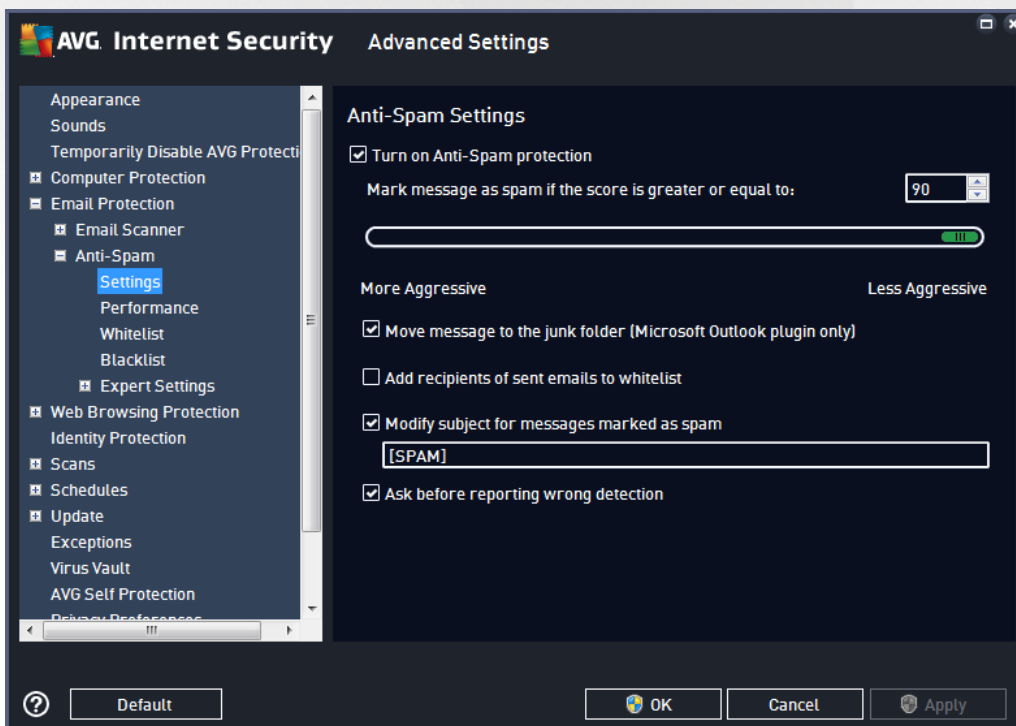 AVG. Internet Security Advanced Settings
Appearance
Sounds
Temporarily Disable AVG Protecti
Computer Protection
Email Protection
Email Scanner
Anti-Spam
Settings
Performance
Whitelist
Blacklist
Expert Settings
Web Browsing Protection
Identity Protection
Scans
Schedules
Update
Exceptions
Virus Vault
AVG Self Protection
Privacy Preferences
Anti-Spam Settings
Turn on Anti-Spam protection
Mark message as spam if the score is greater or equal to: 90
More Aggressive Less Aggressive
Move message to the junk folder (Microsoft Outlook plugin only)
Add recipients of sent emails to whitelist
Modify subject for messages marked as spam
[SPAM]
Ask before reporting wrong detection
? Default OK Cancel Apply